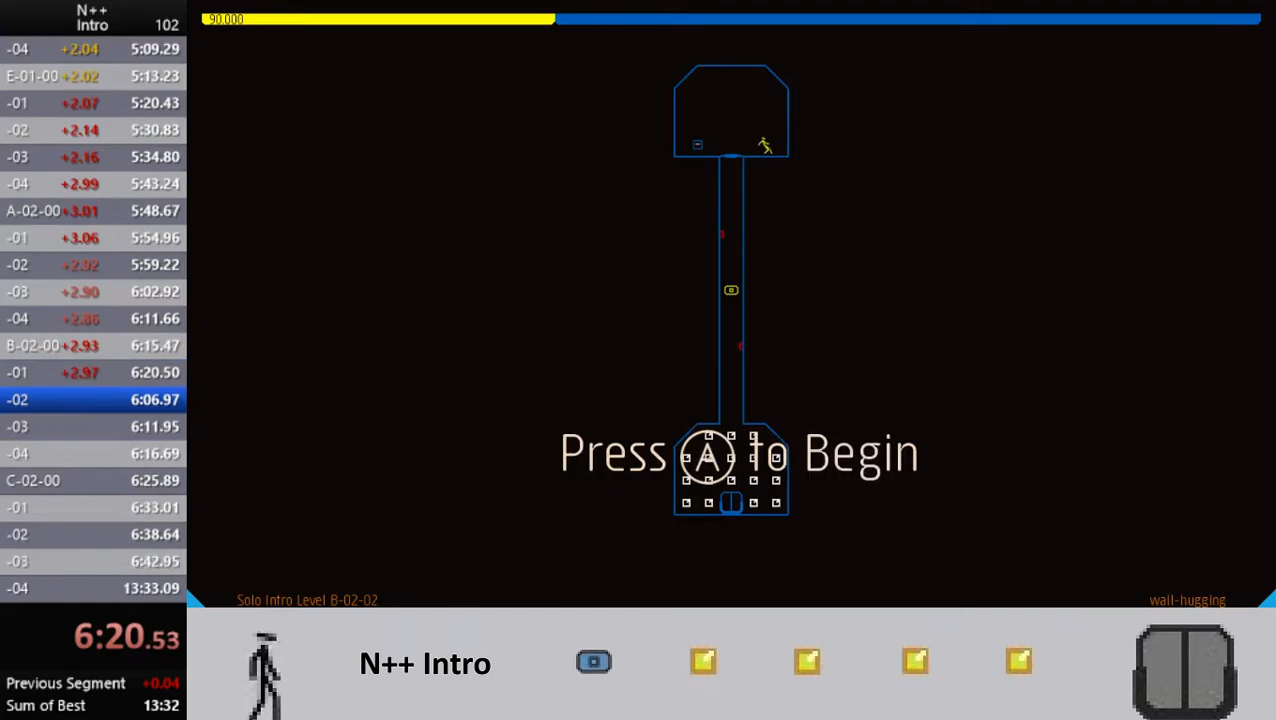 N++
Intro 102
-04 +2.04 5:09.29
E-01-00 +2.02 5:13.23
-01 +2.07 5:20.43
-02 +2.14 5:30.83
-03 +2.16 5:34.80
-04 +2.99 5:43.24
A-02-00 +3.01 5:48.67
-01 +3.06 5:54.96
-02 +2.92 5:59.22
-03 +2.90 6:02.92
-04 +2.86 6:11.66
B-02-00 +2.93 6:15.47
-01 +2.97 6:20.50
-02 6:06.97
-03 6:11.95
-04 6:16.69
C-02-00 6:25.89
-01 6:33.01
-02 6:38.64
-03 6:42.95
-04 13:33.09
6:20.53
Previous Segment +0.04
Sum of Best 13:32
90.000
Press A to Begin
Solo Intro Level B-02-02
wall-hugging
N++ Intro